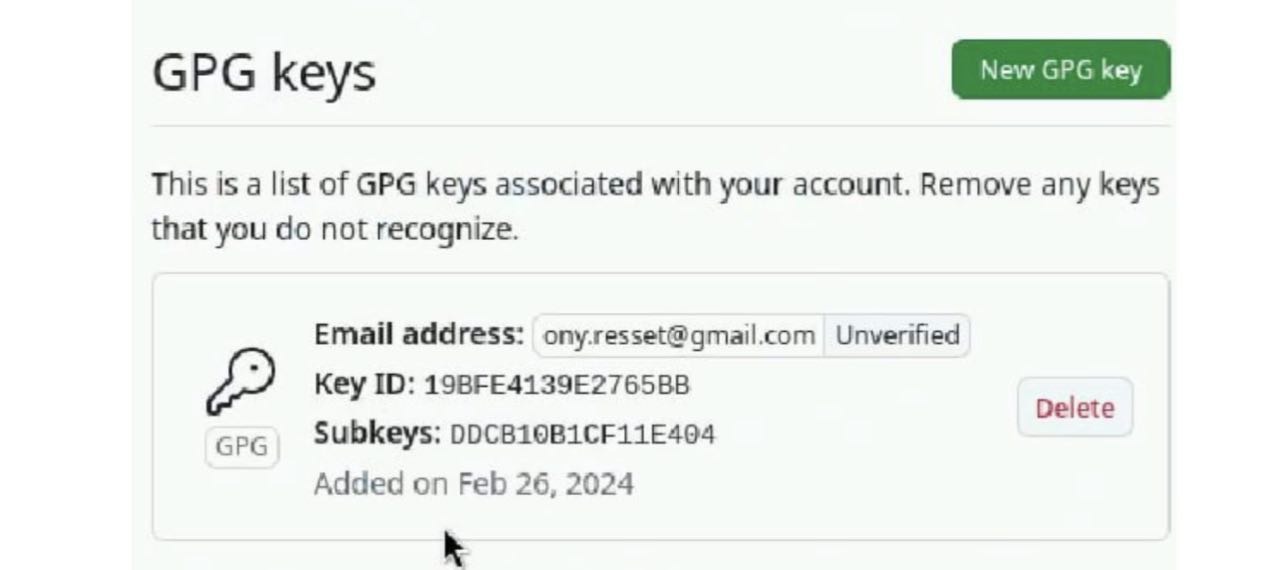 GPG keys
New GPG key
This is a list of GPG keys associated with your account. Remove any keys
that you do not recognize.
Email address: ony.resset@gmail.com Unverified
Key ID: 19BFE4139E2765BB
Subkeys: DDCB10B1CF11E404
Added on Feb 26, 2024
GPG
Delete